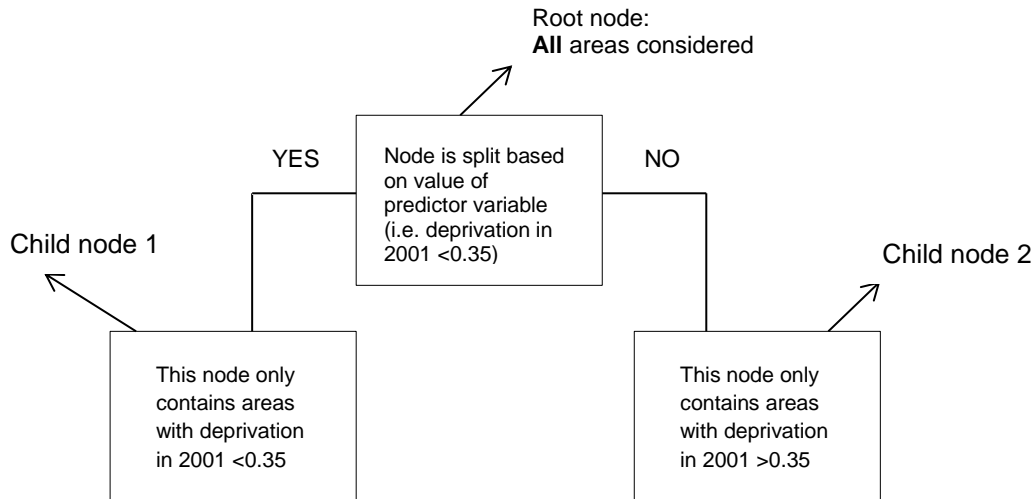 Root node:
All areas considered
YES
Node is split based
on value of
predictor variable
(i.e. deprivation in
2001 <0.35)
NO
Child node 1
Child node 2
This node only
contains areas
with deprivation
in 2001 <0.35
This node only
contains areas
with deprivation
in 2001 >0.35